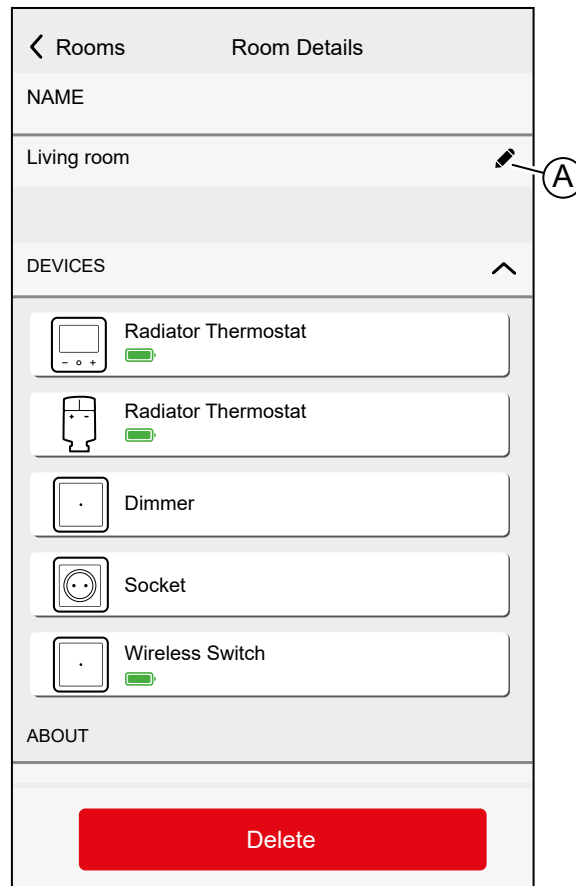 Rooms Room Details
NAME
Living room
A
DEVICES
Radiator Thermostat
Radiator Thermostat
Dimmer
Socket
Wireless Switch
ABOUT
Delete